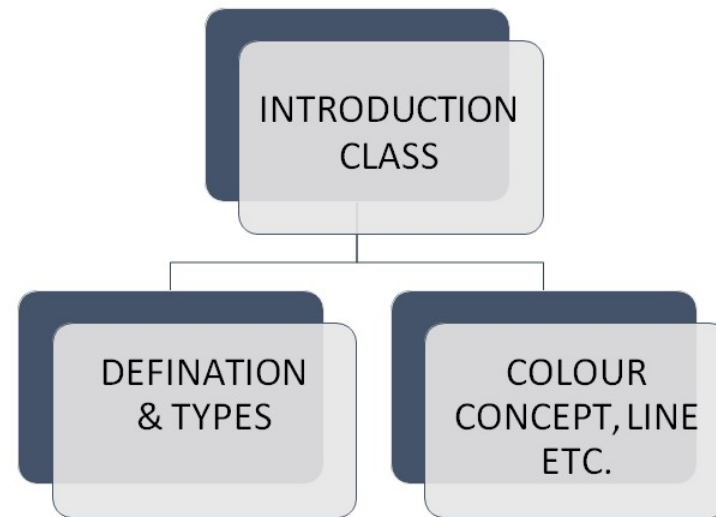 INTRODUCTION
CLASS
DEFINATION
& TYPES
COLOUR
CONCEPT, LINE
ETC.